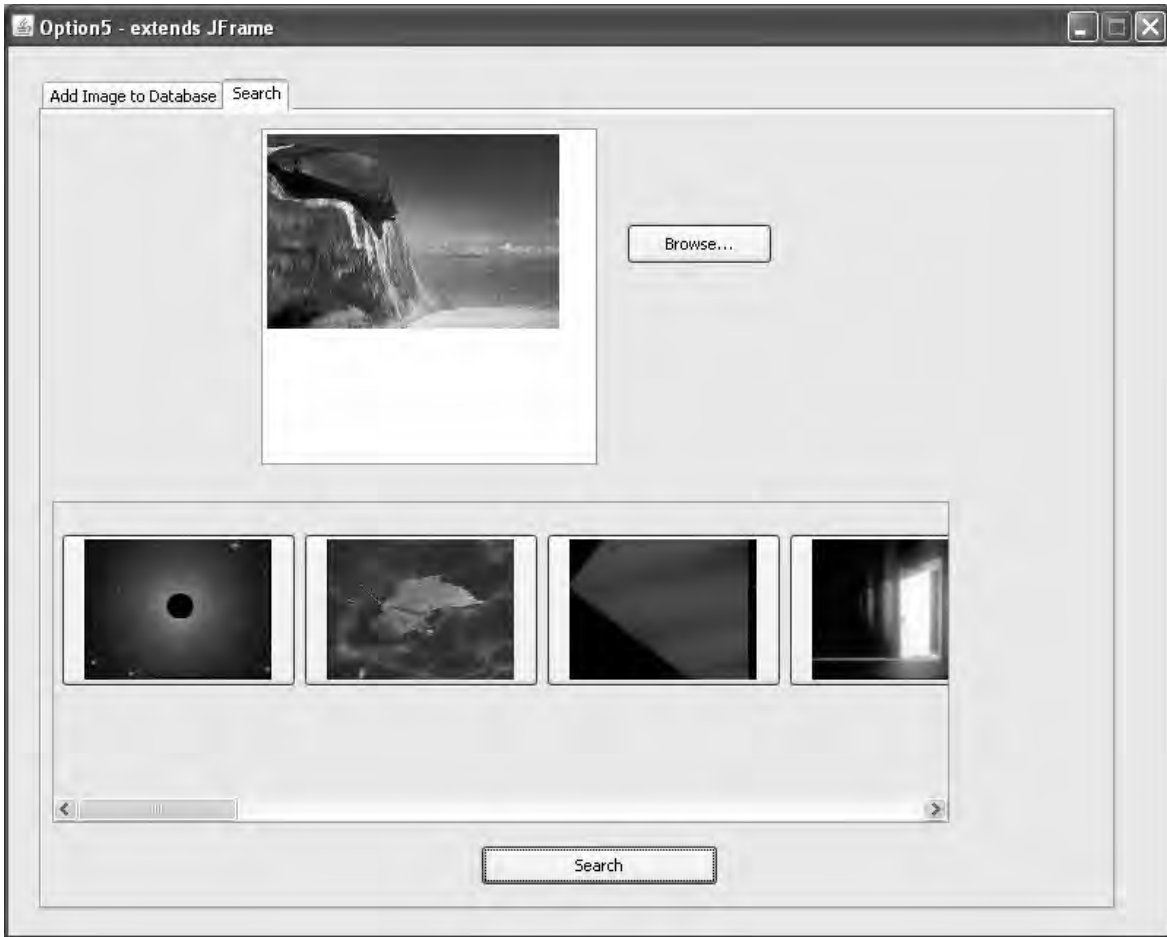 Option5 - extends JFrame
Add Image to Database
Search
Browse...
Search